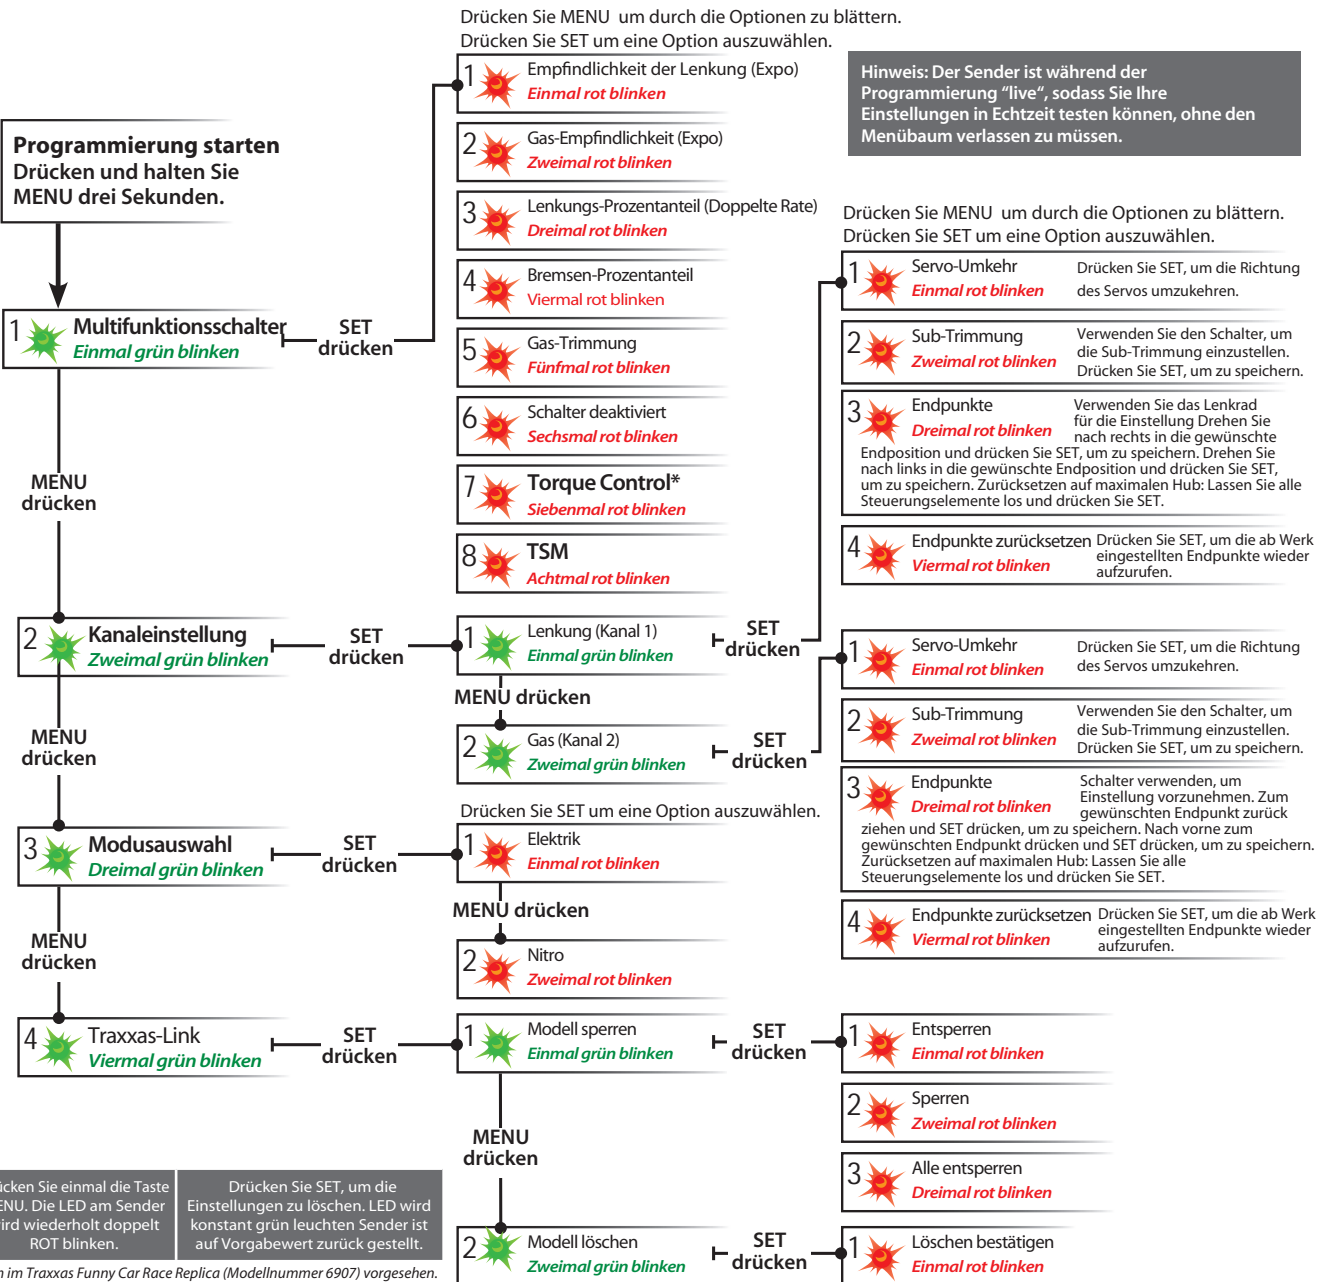 Drücken Sie MENU um durch die Optionen zu blättern.
Drücken Sie SET um eine Option auszuwählen.
Hinweis: Der Sender ist während der
Programmierung “live“, sodass Sie Ihre
Einstellungen in Echtzeit testen können, ohne den
Menübaum verlassen zu müssen.
Programmierung starten
Drücken und halten Sie
MENU drei Sekunden.
1 Multifunktionsschalter
Einmal grün blinken
SET
drücken
1 Empfindlichkeit der Lenkung (Expo)
Einmal rot blinken
2 Gas-Empfindlichkeit (Expo)
Zweimal rot blinken
3 Lenkungs-Prozentanteil (Doppelte Rate)
Dreimal rot blinken
4 Bremsen-Prozentanteil
Viermal rot blinken
5 Gas-Trimmung
Fünfmal rot blinken
6 Schalter deaktiviert
Sechsmal rot blinken
7 Torque Control*
Siebenmal rot blinken
8 TSM
Achtmal rot blinken
MENU
drücken
2 Kanaleinstellung
Zweimal grün blinken
SET
drücken
1 Lenkung (Kanal 1)
Einmal grün blinken
SET
drücken
Drücken Sie MENU um durch die Optionen zu blättern.
Drücken Sie SET um eine Option auszuwählen.
1 Servo-Umkehr
Einmal rot blinken
Drücken Sie SET, um die Richtung
des Servos umzukehren.
2 Sub-Trimmung
Zweimal rot blinken
Verwenden Sie den Schalter, um
die Sub-Trimmung einzustellen.
Drücken Sie SET, um zu speichern.
3 Endpunkte
Dreimal rot blinken
Verwenden Sie das Lenkrad
für die Einstellung Drehen Sie
nach rechts in die gewünschte
Endposition und drücken Sie SET, um zu speichern. Drehen Sie
nach links in die gewünschte Endposition und drücken Sie SET,
um zu speichern. Zurücksetzen auf maximalen Hub: Lassen Sie alle
Steuerungselemente los und drücken Sie SET.
4 Endpunkte zurücksetzen
Viermal rot blinken
Drücken Sie SET, um die ab Werk
eingestellten Endpunkte wieder
aufzurufen.
MENU drücken
2 Gas (Kanal 2)
Zweimal grün blinken
SET
drücken
1 Servo-Umkehr
Einmal rot blinken
Drücken Sie SET, um die Richtung
des Servos umzukehren.
2 Sub-Trimmung
Zweimal rot blinken
Verwenden Sie den Schalter, um
die Sub-Trimmung einzustellen.
Drücken Sie SET, um zu speichern.
3 Endpunkte
Dreimal rot blinken
Schalter verwenden, um
Einstellung vorzunehmen. Zum
gewünschten Endpunkt zurück
ziehen und SET drücken, um zu speichern. Nach vorne zum
gewünschten Endpunkt drücken und SET drücken, um zu speichern.
Zurücksetzen auf maximalen Hub: Lassen Sie alle
Steuerungselemente los und drücken Sie SET.
4 Endpunkte zurücksetzen
Viermal rot blinken
Drücken Sie SET, um die ab Werk
eingestellten Endpunkte wieder
aufzurufen.
MENU
drücken
3 Modusauswahl
Dreimal grün blinken
SET
drücken
Drücken Sie SET um eine Option auszuwählen.
1 Elektrik
Einmal rot blinken
MENU drücken
2 Nitro
Zweimal rot blinken
MENU
drücken
4 Traxxas-Link
Viermal grün blinken
SET
drücken
1 Modell sperren
Einmal grün blinken
SET
drücken
1 Entsperren
Einmal rot blinken
2 Sperren
Zweimal rot blinken
3 Alle entsperren
Dreimal rot blinken
MENU
drücken
2 Modell löschen
Zweimal grün blinken
SET
drücken
1 Löschen bestätigen
Einmal rot blinken
Sie einmal die Taste
Die LED am Sender
wiederholt doppelt
ROT blinken.
Drücken Sie SET, um die
Einstellungen zu löschen. LED wird
konstant grün leuchten Sender ist
auf Vorgabewert zurück gestellt.
im Traxxas Funny Car Race Replica (Modellnummer 6907) vorgesehen.